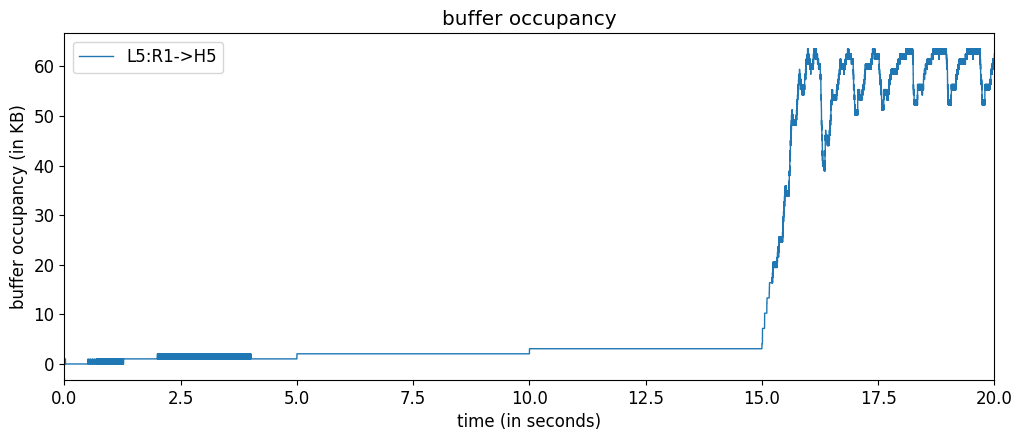 buffer occupancy
L5:R1->H5
buffer occupancy (in KB)
60
50
40
30
20
10
0
0.0 2.5 5.0 7.5 10.0 12.5 15.0 17.5 20.0
time (in seconds)